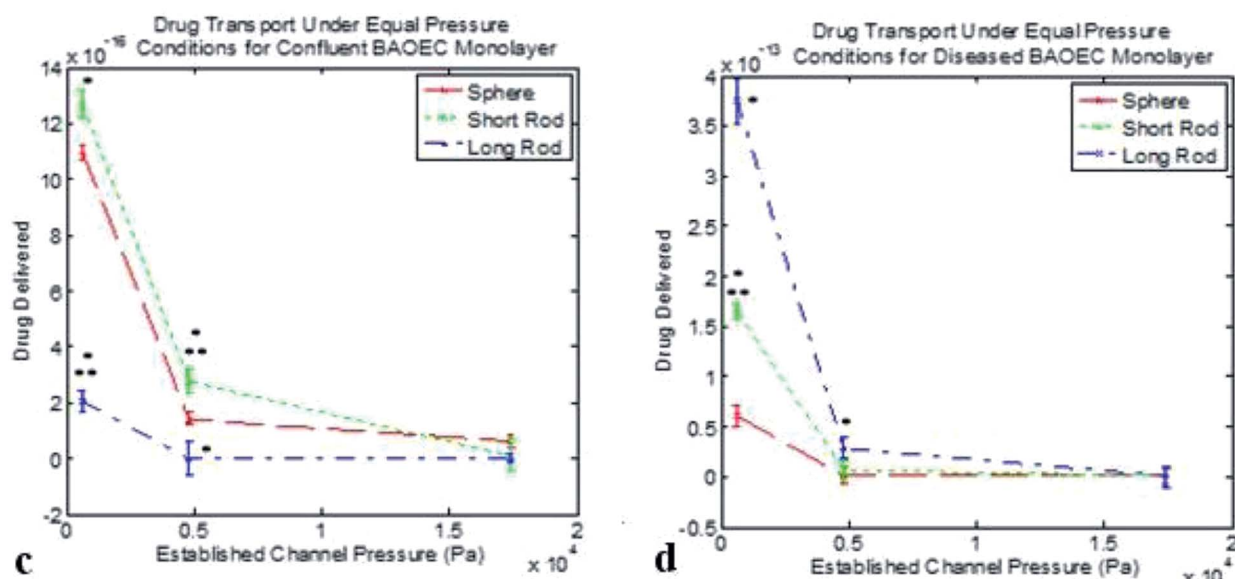 Drug Transport Under Equal Pressure
Conditions for Confluent BAOEC Monolayer
× 10 -16
14
12
10
8
6
4
2
0
-2
Drug Delivered
Sphere
Short Rod
Long Rod
0 0.5 1 1.5 2
Established Channel Pressure (Pa)
× 10 4
c
Drug Transport Under Equal Pressure
Conditions for Diseased BAOEC Monolayer
× 10 -13
4
3.5
3
2.5
2
1.5
1
0.5
0
-0.5
Drug Delivered
Sphere
Short Rod
Long Rod
0 0.5 1 1.5 2
Established Channel Pressure (Pa)
× 10 4
d